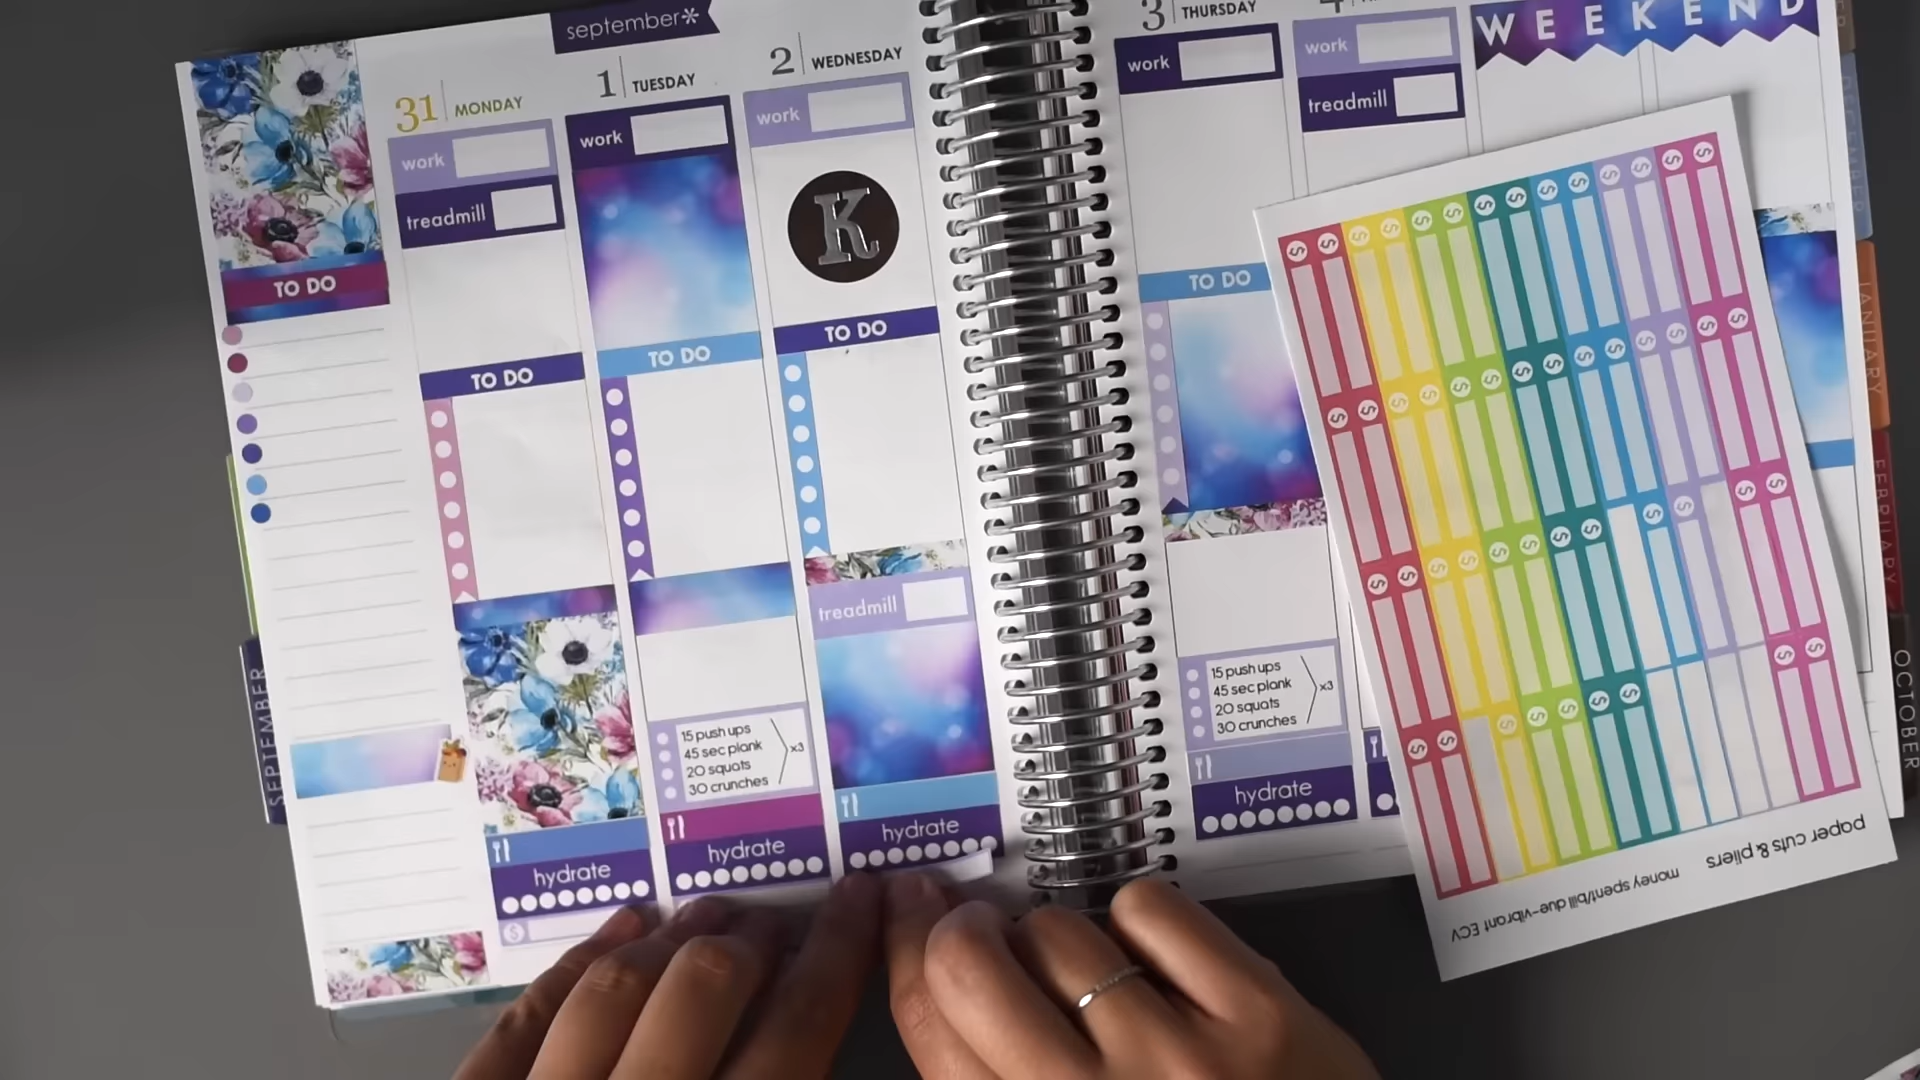 september*
31 MONDAY
work
treadmill
TO DO
hydrate
$
1 TUESDAY
work
TO DO
15 push ups
45 sec plank
20 squats
30 crunches
x3
hydrate
2 WEDNESDAY
work
K
TO DO
treadmill
hydrate
TO DO
SEPTEMBER
3 THURSDAY
work
TO DO
15 push ups
45 sec plank
20 squats
30 crunches
x3
hydrate
work
treadmill
WEEKEND
paper cuts & pliers
money spent/bill due-vibrant ECV
JANUARY
FEBRUARY
OCTOBER